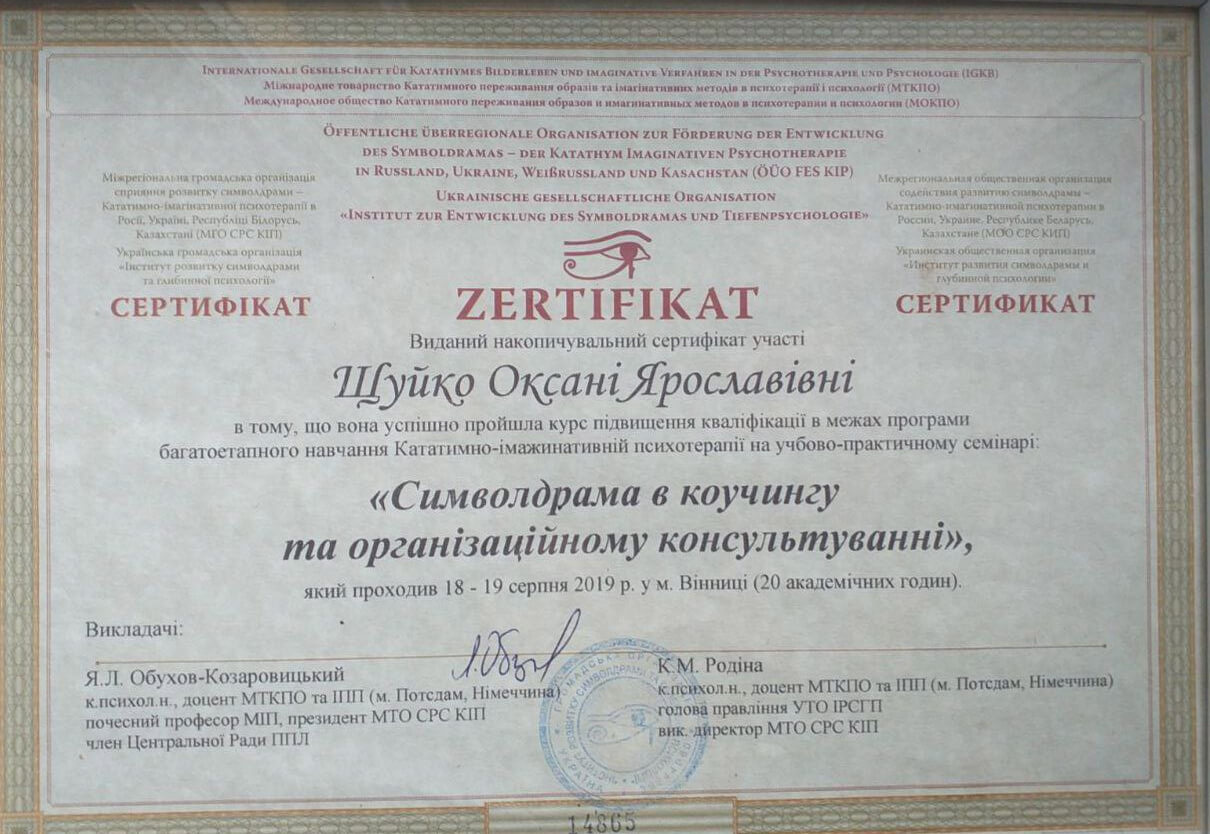 Internationale Gesellschaft für Katathymes Bilderleben und imaginative Verfahren in der Psychotherapie und Psychologie (IGKB)
Міжнародне товариство Кататимного переживання образів та імагінативних методів в психотерапії і психології (МТКПО)
Международное общество Кататимного переживания образов и имагинативных методов в психотерапии и психологии (МОКПО)
Öffentliche überregionale Organisation zur Förderung der Entwicklung
des Symboldramas – der Katathym Imaginativen Psychotherapie
in Russland, Ukraine, Weißrussland und Kasachstan (ÖÜO FES KIP)
Ukrainische gesellschaftliche Organisation
«Institut zur Entwicklung des Symboldramas und Tiefenpsychologie»
Міжрегіональна громадська організація
сприяння розвитку символдрами –
Кататимно-імагінативної психотерапії в
Росії, Україні, Республіці Білорусь,
Казахстані (МГО СРС КІП)
Українська громадська організація
«Інститут розвитку символдрами
та глибинної психології»
СЕРТИФІКАТ
Межрегиональная общественная организация
содействия развитию символдрамы –
Кататимно-имагинативной психотерапии в
России, Украине, Республике Беларусь,
Казахстане (МОО СРС КИП)
Украинская общественная организация
«Институт развития символдрамы и
глубинной психологии»
СЕРТИФИКАТ
ZERTIFIKAT
Виданий накопичувальний сертифікат участі
Щуйко Оксані Ярославівні
в тому, що вона успішно пройшла курс підвищення кваліфікації в межах програми
багатоетапного навчання Кататимно-імажинативній психотерапії на учбово-практичному семінарі:
«Символдрама в коучингу
та організаційному консультуванні»,
який проходив 18 - 19 серпня 2019 р. у м. Вінниці (20 академічних годин).
Викладачі:
Я.Л. Обухов-Козаровицький
к.психол.н., доцент МТКПО та ІПП (м. Потсдам, Німеччина)
почесний професор МІП, президент МТО СРС КІП
член Центральної Ради ППЛ
К.М. Родіна
к.психол.н., доцент МТКПО та ІПП (м. Потсдам, Німеччина)
голова правління УТО ІРСГП
вик. директор МТО СРС КІП
УКРАЇНА
14865